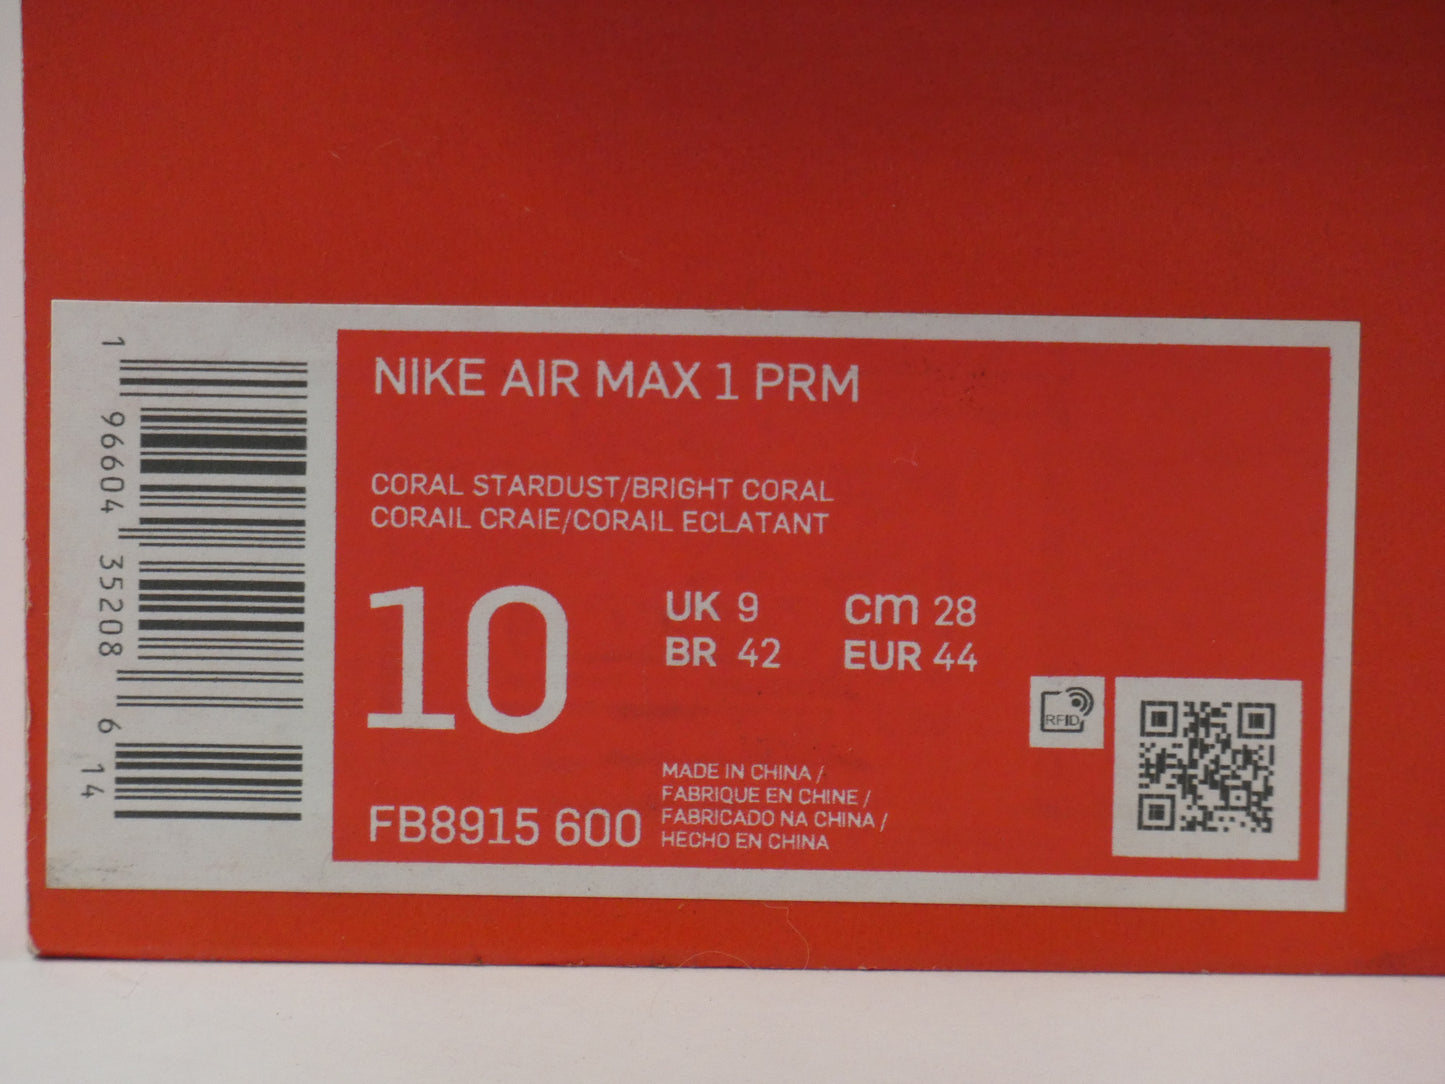 1 96604 35208 6 14
NIKE AIR MAX 1 PRM
CORAL STARDUST/BRIGHT CORAL
CORAIL CRAIE/CORAIL ECLATANT
10
UK 9 cm 28
BR 42 EUR 44
RFID
FB8915 600
MADE IN CHINA /
FABRIQUE EN CHINE /
FABRICADO NA CHINA /
HECHO EN CHINA